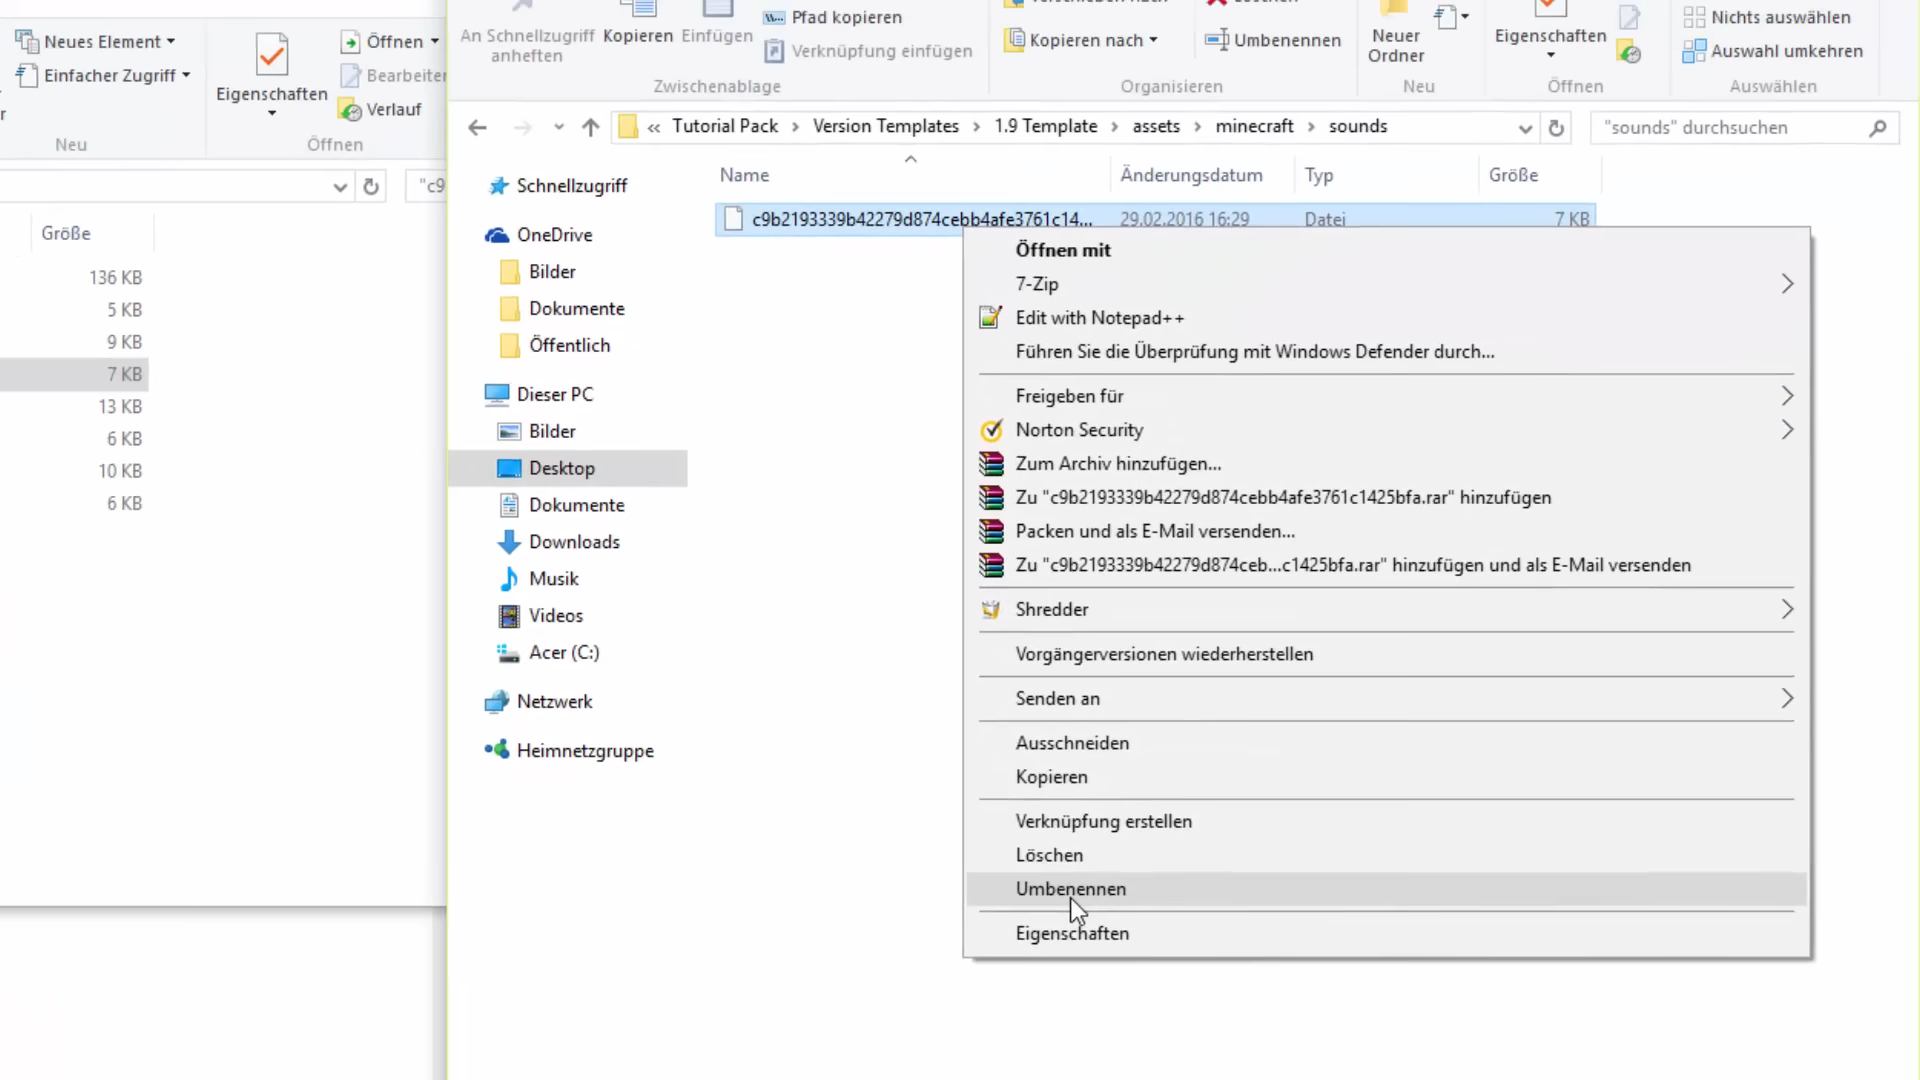 Neues Element
Einfacher Zugriff
Eigenschaften
Öffnen
Bearbeiten
Verlauf
Neu
Öffnen
"c9
Größe
136 KB
5 KB
9 KB
7 KB
13 KB
6 KB
10 KB
6 KB
An Schnellzugriff
anheften
Kopieren
Einfügen
Pfad kopieren
Verknüpfung einfügen
Zwischenablage
Kopieren nach
Umbenennen
Organisieren
Neuer
Ordner
Neu
Eigenschaften
Öffnen
Nichts auswählen
Auswahl umkehren
Auswählen
« Tutorial Pack > Version Templates > 1.9 Template > assets > minecraft > sounds
"sounds" durchsuchen
Name
Änderungsdatum
Typ
Größe
c9b2193339b42279d874cebb4afe3761c14...
29.02.2016 16:29
Datei
7 KB
Schnellzugriff
OneDrive
Bilder
Dokumente
Öffentlich
Dieser PC
Bilder
Desktop
Dokumente
Downloads
Musik
Videos
Acer (C:)
Netzwerk
Heimnetzgruppe
Öffnen mit
7-Zip
Edit with Notepad++
Führen Sie die Überprüfung mit Windows Defender durch...
Freigeben für
Norton Security
Zum Archiv hinzufügen...
Zu "c9b2193339b42279d874cebb4afe3761c1425bfa.rar" hinzufügen
Packen und als E-Mail versenden...
Zu "c9b2193339b42279d874ceb...c1425bfa.rar" hinzufügen und als E-Mail versenden
Shredder
Vorgängerversionen wiederherstellen
Senden an
Ausschneiden
Kopieren
Verknüpfung erstellen
Löschen
Umbenennen
Eigenschaften